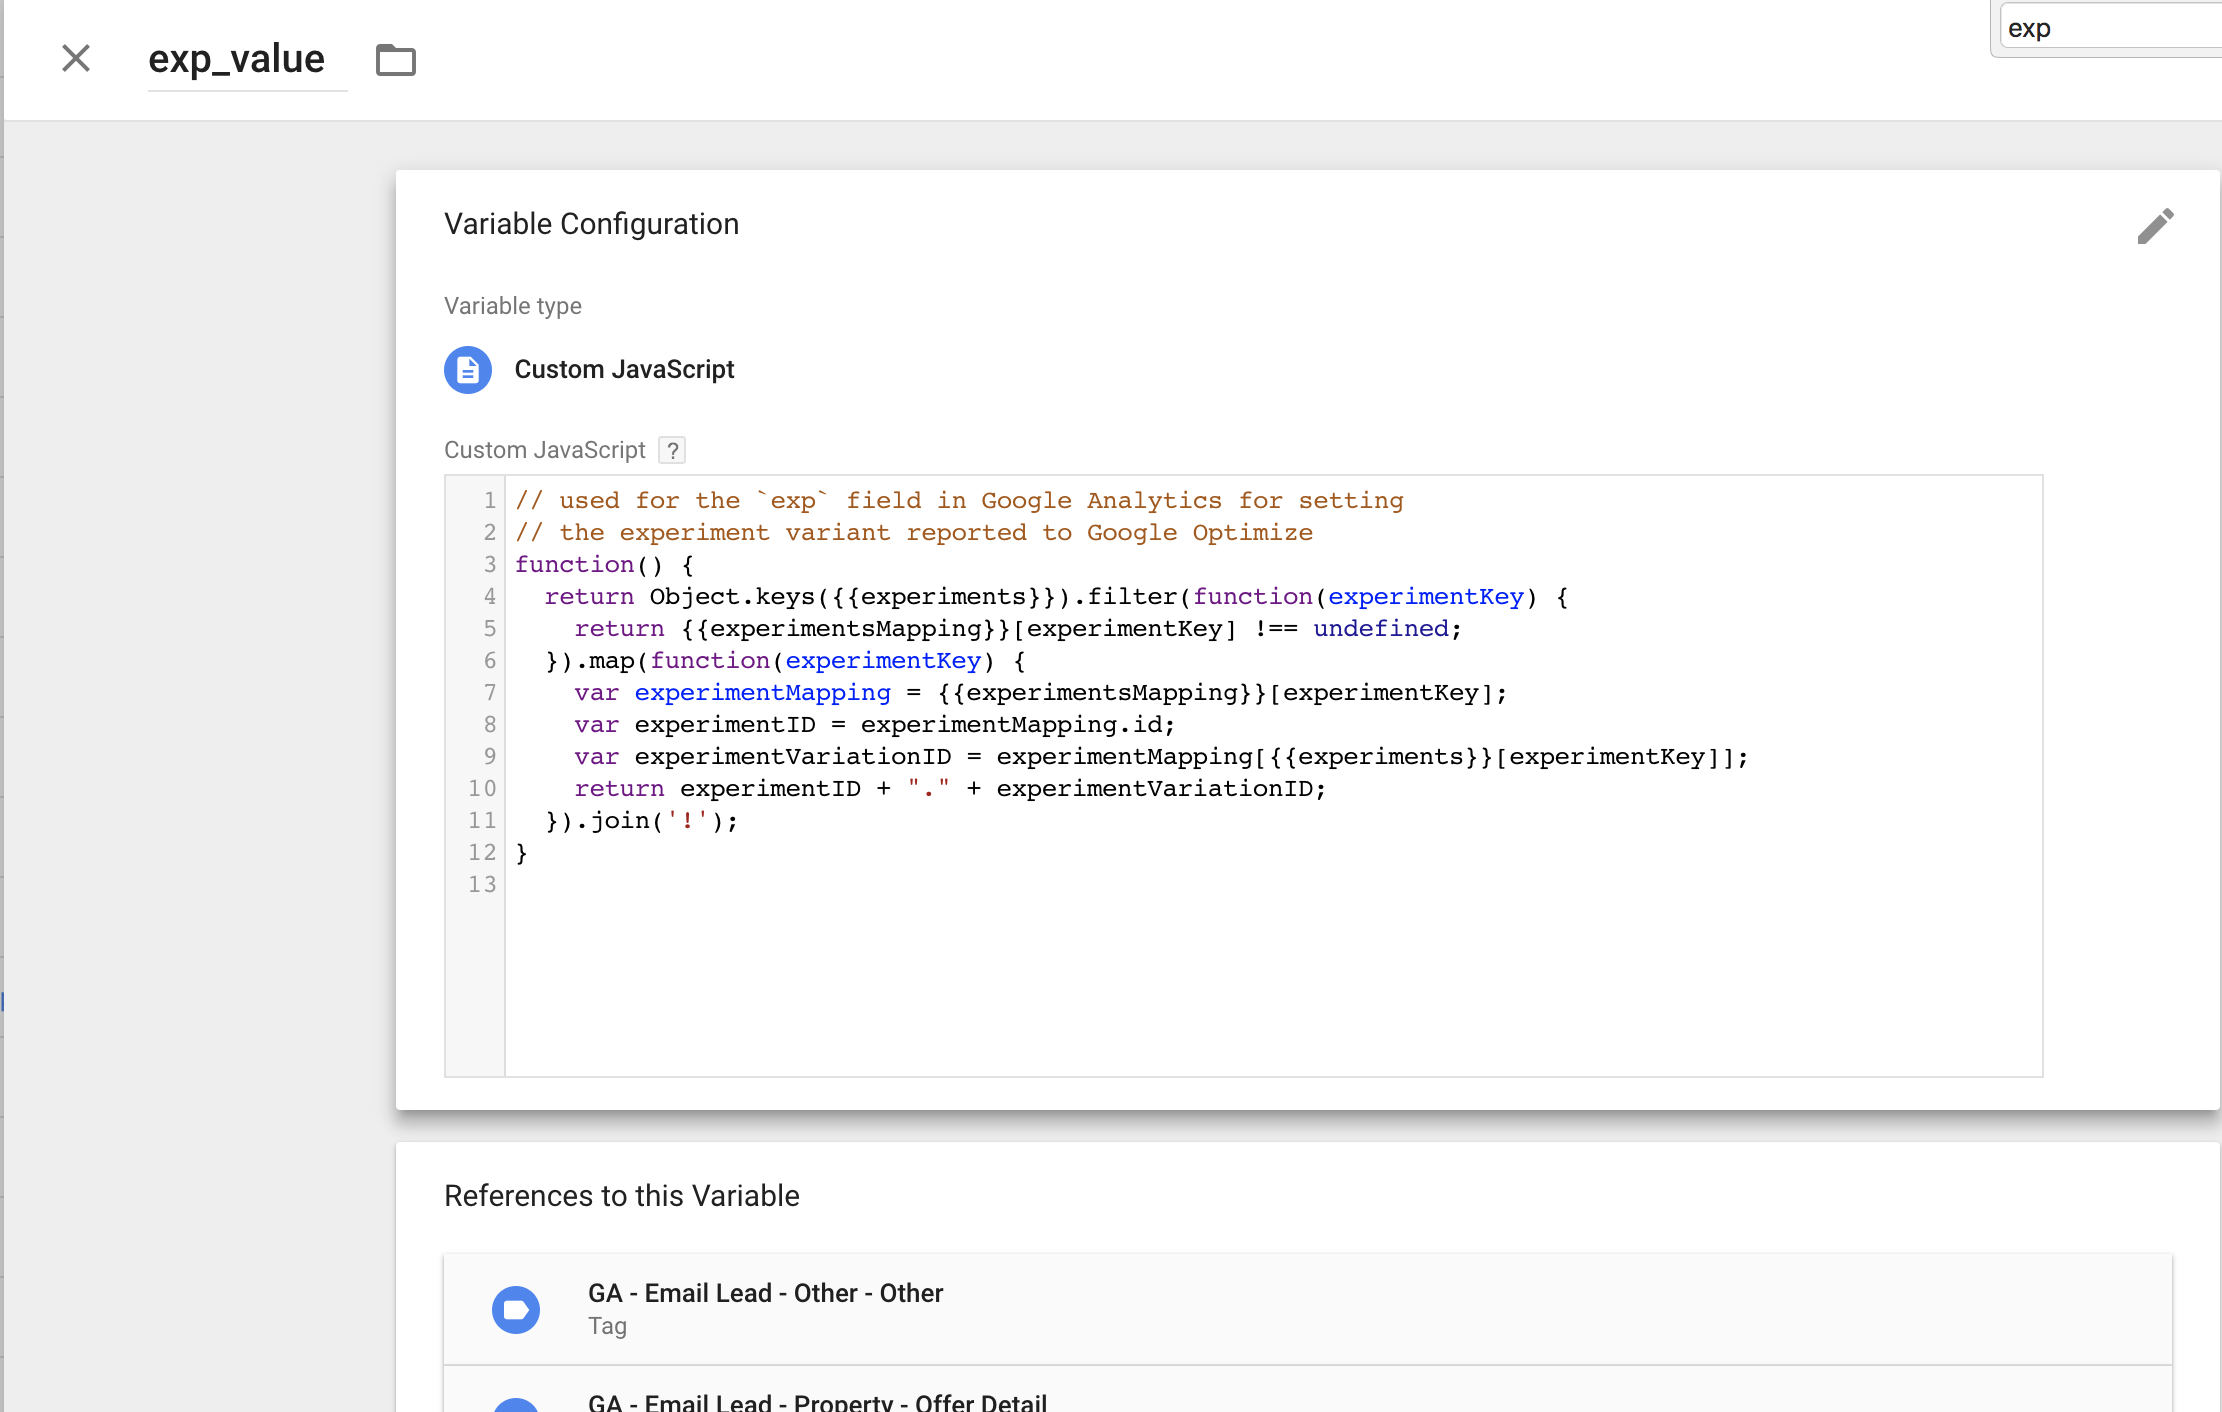 exp_value
exp
Variable Configuration
Variable type
Custom JavaScript
Custom JavaScript ?
1 // used for the `exp` field in Google Analytics for setting
2 // the experiment variant reported to Google Optimize
3 function() {
4   return Object.keys({{experiments}}).filter(function(experimentKey) {
5     return {{experimentsMapping}}[experimentKey] !== undefined;
6   }).map(function(experimentKey) {
7     var experimentMapping = {{experimentsMapping}}[experimentKey];
8     var experimentID = experimentMapping.id;
9     var experimentVariationID = experimentMapping[{{experiments}}[experimentKey]];
10     return experimentID + "." + experimentVariationID;
11   }).join('!');
12 }
13
References to this Variable
GA - Email Lead - Other - Other
Tag
GA - Email Lead - Property - Offer Detail